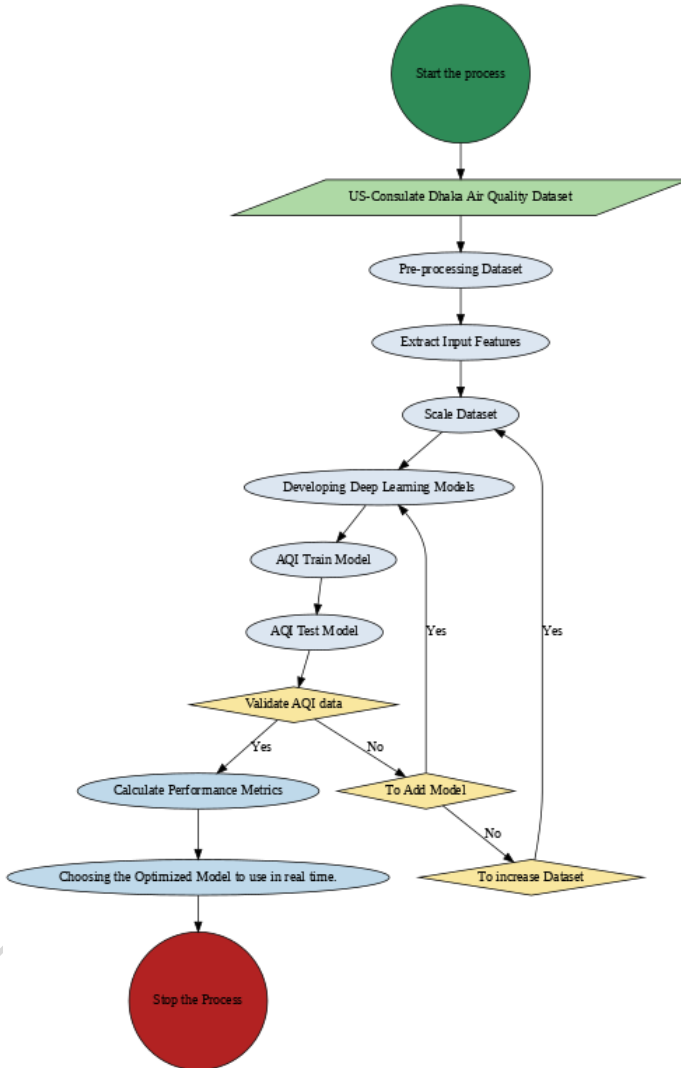 Start the process
US-Consulate Dhaka Air Quality Dataset
Pre-processing Dataset
Extract Input Features
Scale Dataset
Developing Deep Learning Models
AQI Train Model
AQI Test Model
Yes
Yes
Validate AQI data
Yes
No
Calculate Performance Metrics
To Add Model
No
Choosing the Optimized Model to use in real time.
To increase Dataset
Stop the Process